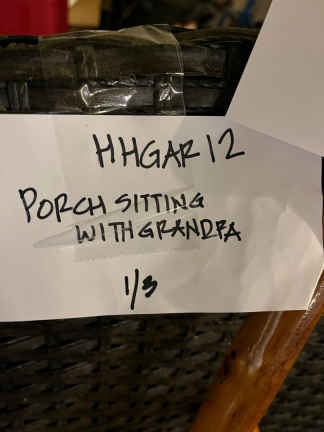 HHGAR12
PORCH SITTING
WITH GRANDPA
1/3